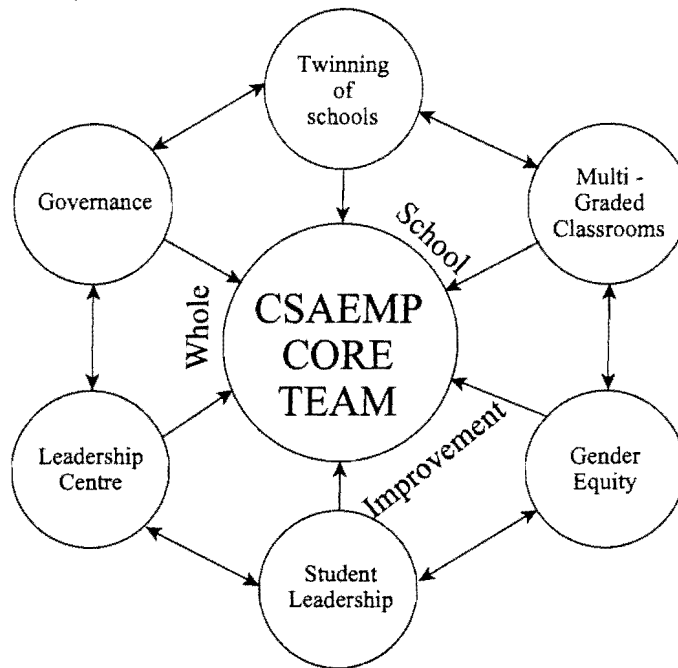 Twinning
of
schools
Governance
Multi -
Graded
Classrooms
School
Whole
CSAEMP
CORE
TEAM
Improvement
Leadership
Centre
Gender
Equity
Student
Leadership